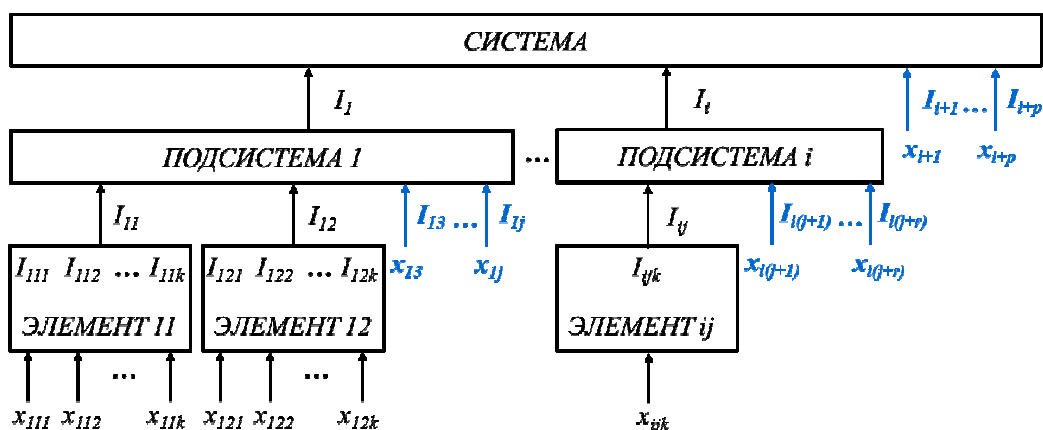 СИСТЕМА
I₁ Iᵢ Iᵢ₊₁ ... Iᵢ₊ₚ
ПОДСИСТЕМА 1 ... ПОДСИСТЕМА i xᵢ₊₁ xᵢ₊ₚ
I₁₁ I₁₂ I₁₃ ... I₁ⱼ Iᵢⱼ Iᵢ₍ⱼ₊₁₎ ... Iᵢ₍ⱼ₊ᵣ₎
I₁₁₁ I₁₁₂ ... I₁₁ₖ I₁₂₁ I₁₂₂ ... I₁₂ₖ x₁₃ x₁ⱼ Iᵢⱼₖ xᵢ₍ⱼ₊₁₎ xᵢ₍ⱼ₊ᵣ₎
ЭЛЕМЕНТ 11 ЭЛЕМЕНТ 12 ЭЛЕМЕНТ ij
... ...
x₁₁₁ x₁₁₂ x₁₁ₖ x₁₂₁ x₁₂₂ x₁₂ₖ xᵢⱼₖ